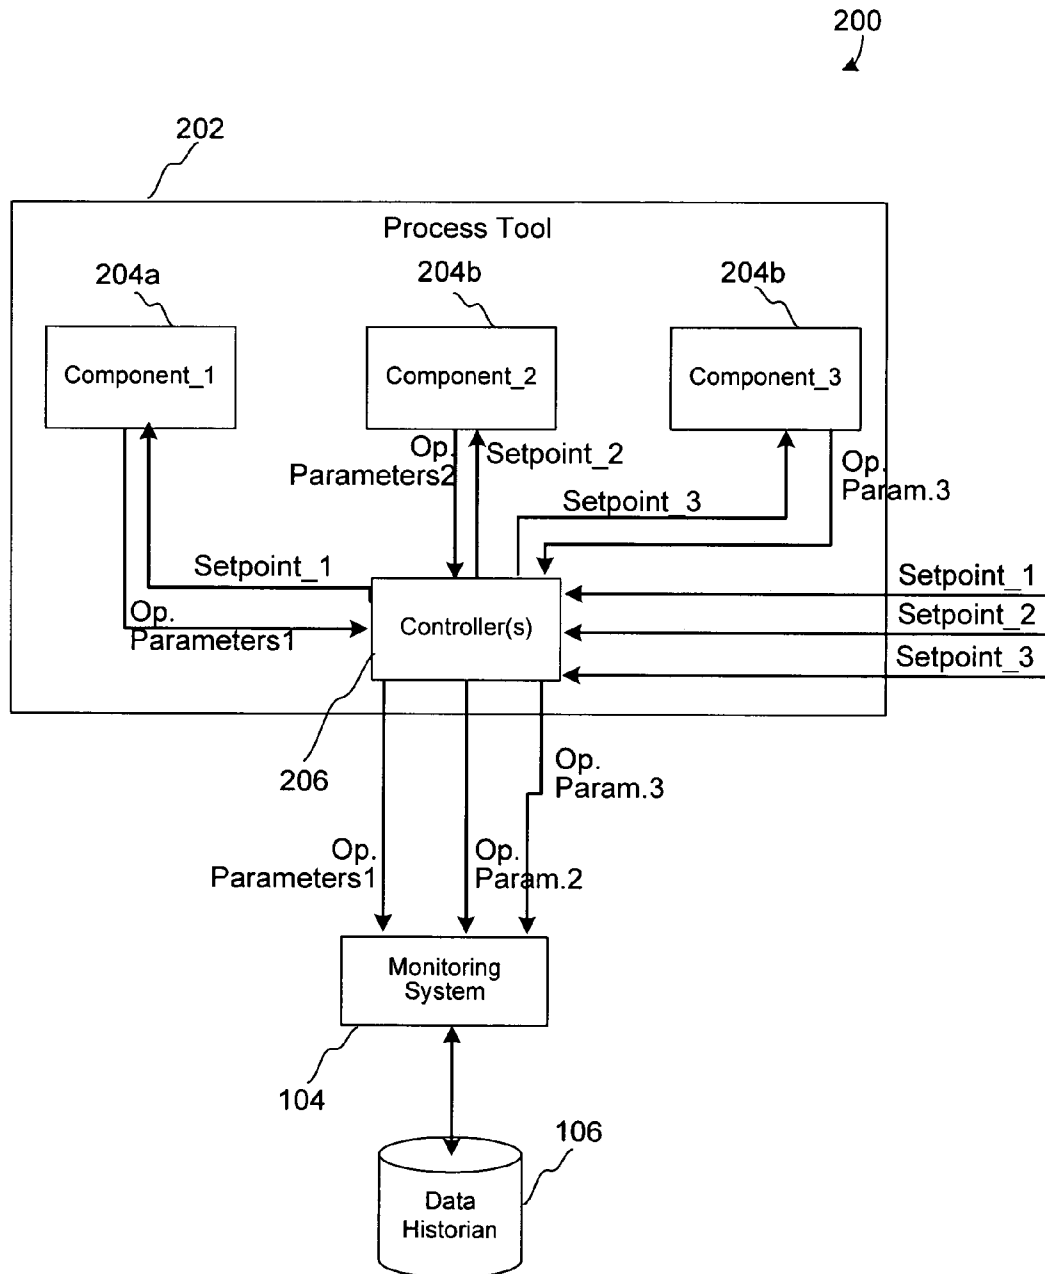 200
202
Process Tool
204a
204b
204b
Component_1
Component_2
Component_3
Op.
Parameters2
Setpoint_2
Op.
Param.3
Setpoint_3
Setpoint_1
Setpoint_1
Op.
Parameters1
Controller(s)
Setpoint_2
Setpoint_3
206
Op.
Param.3
Op.
Parameters1
Op.
Param.2
Monitoring
System
104
106
Data
Historian